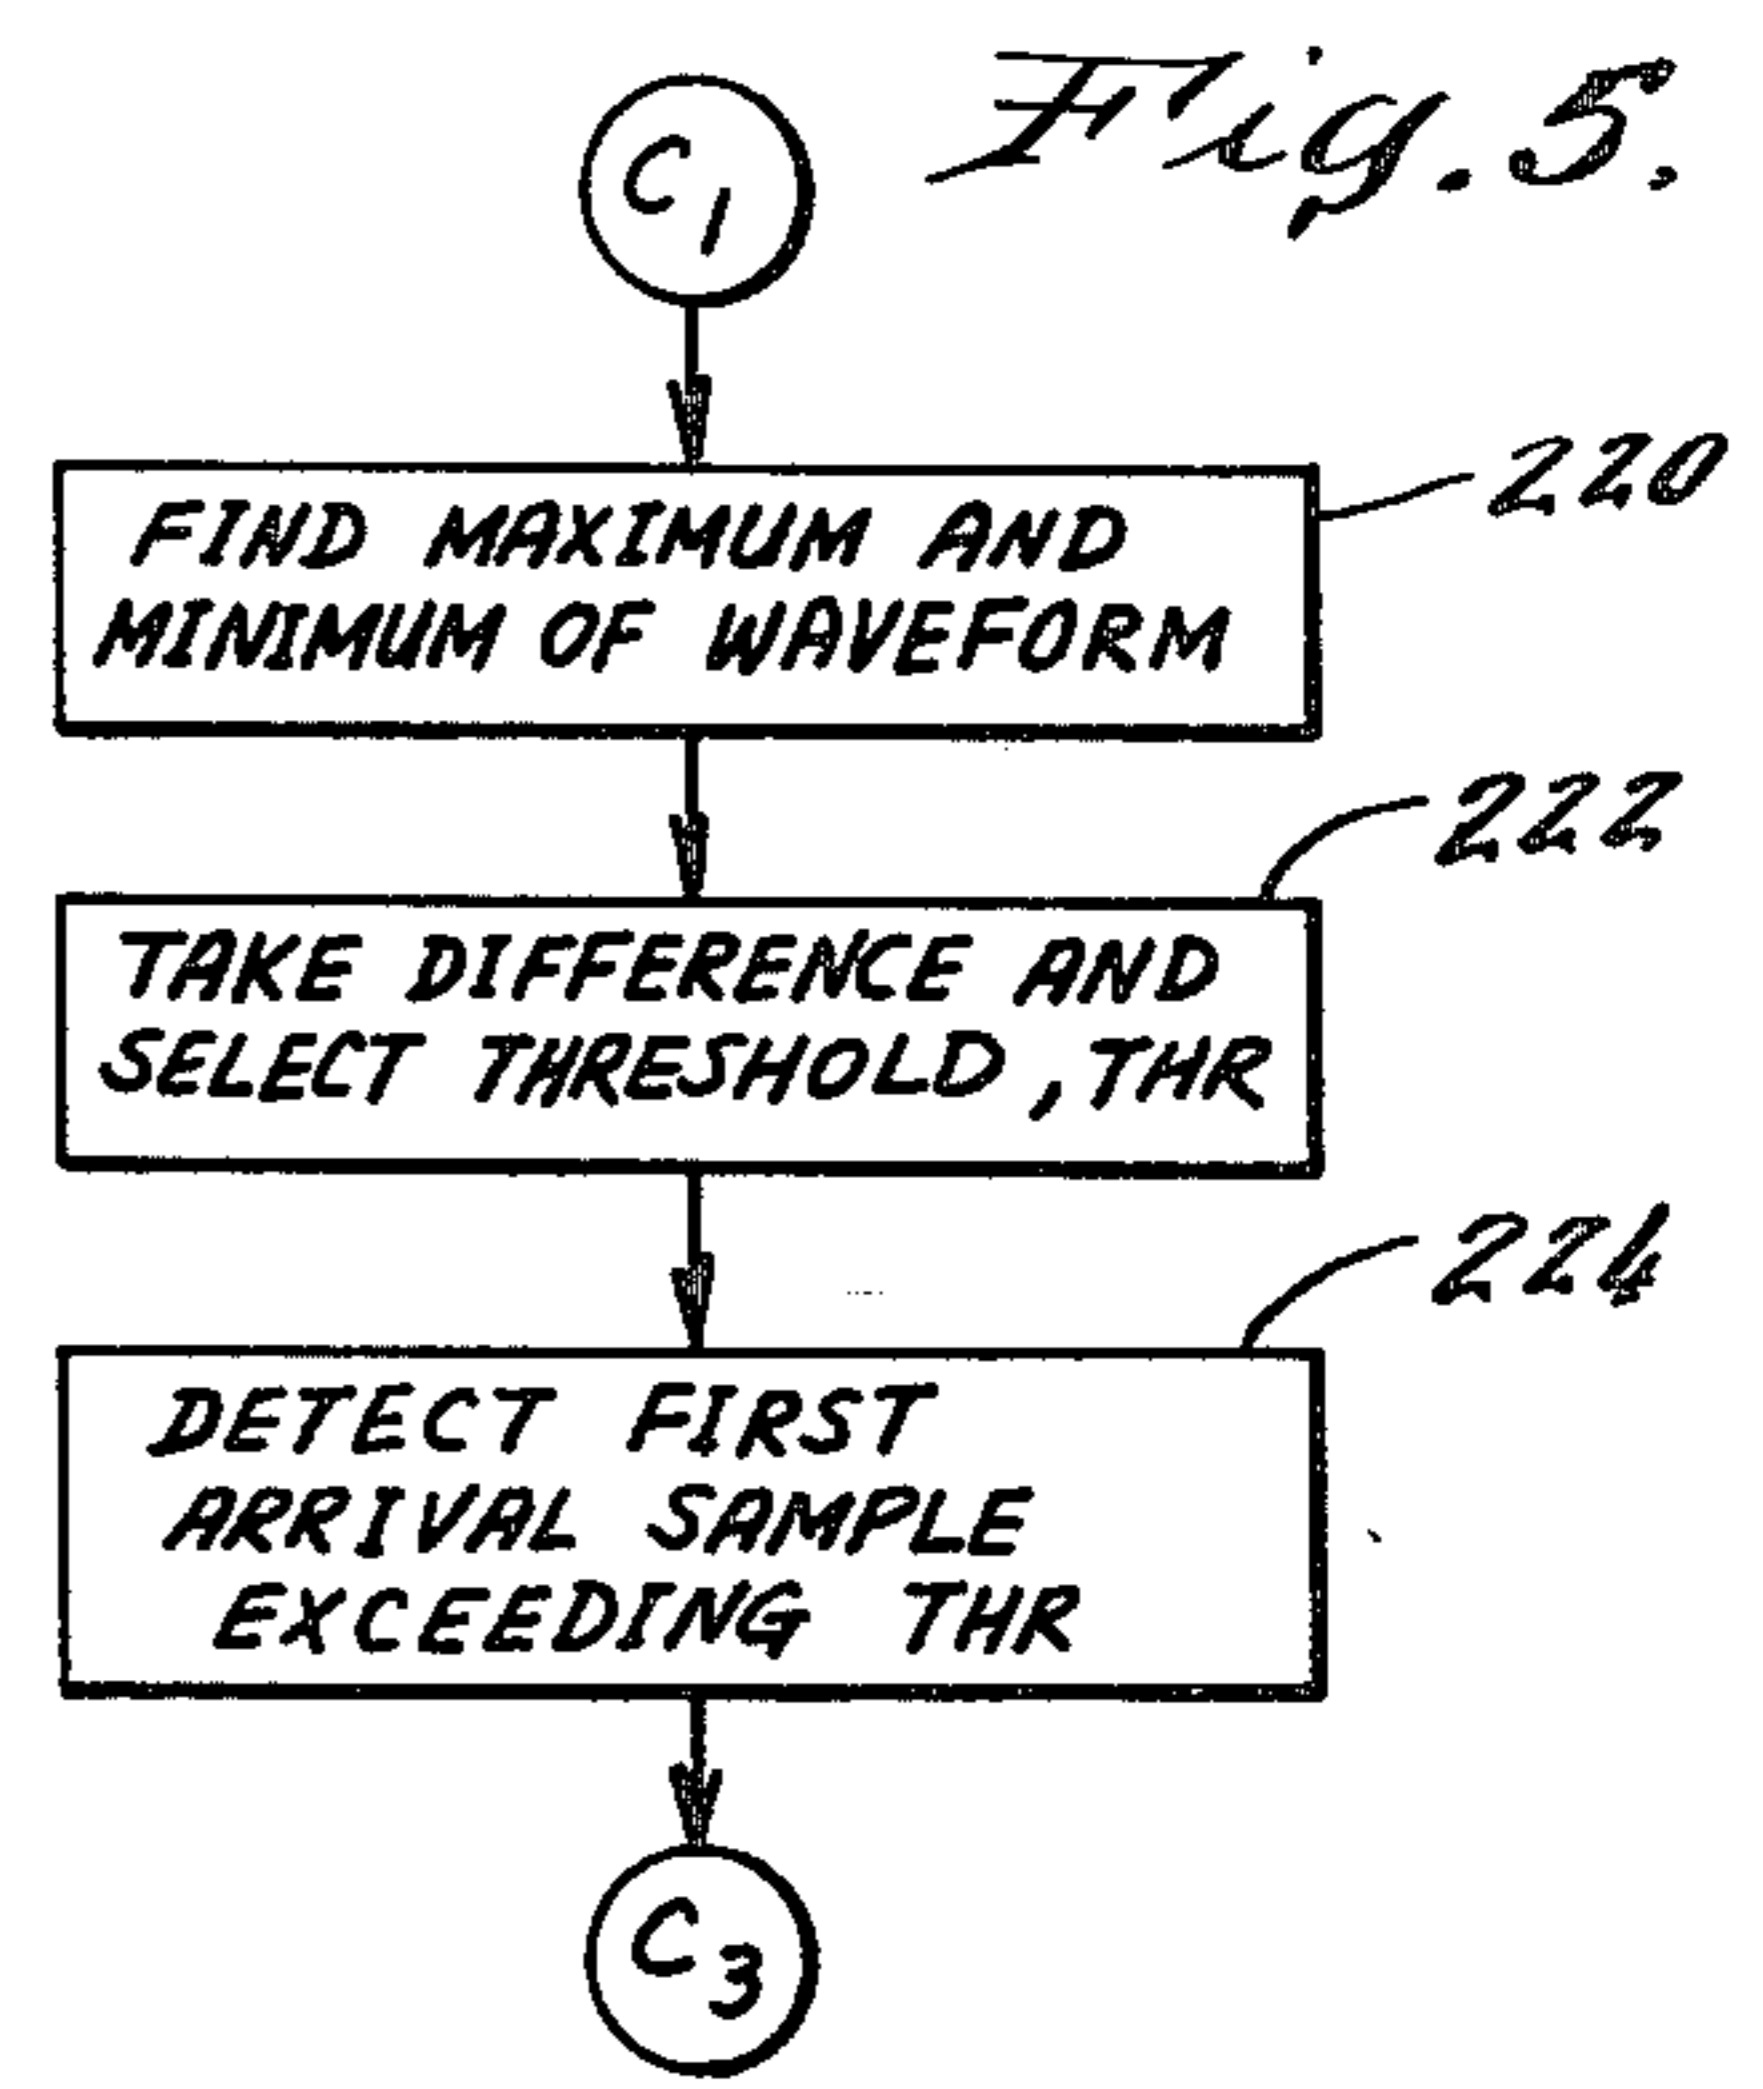 Fig. 5.
C1
220
FIND MAXIMUM AND
MINIMUM OF WAVEFORM
222
TAKE DIFFERENCE AND
SELECT THRESHOLD, THR
224
DETECT FIRST
ARRIVAL SAMPLE
EXCEEDING THR
C3